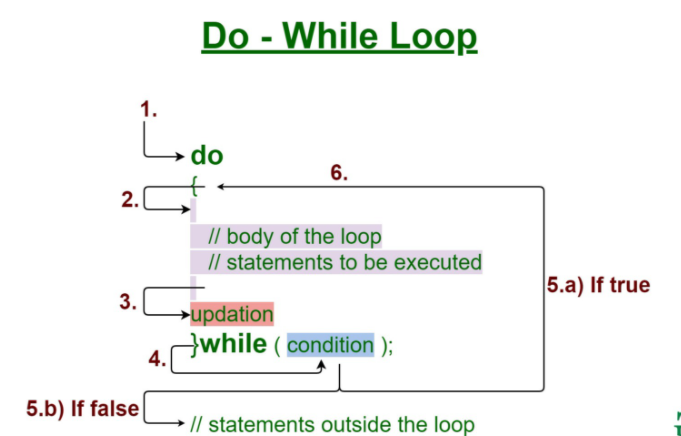 Do - While Loop
1.
do
6.
{
2.
// body of the loop
// statements to be executed
5.a) If true
3.
updation
}while ( condition );
4.
5.b) If false
// statements outside the loop